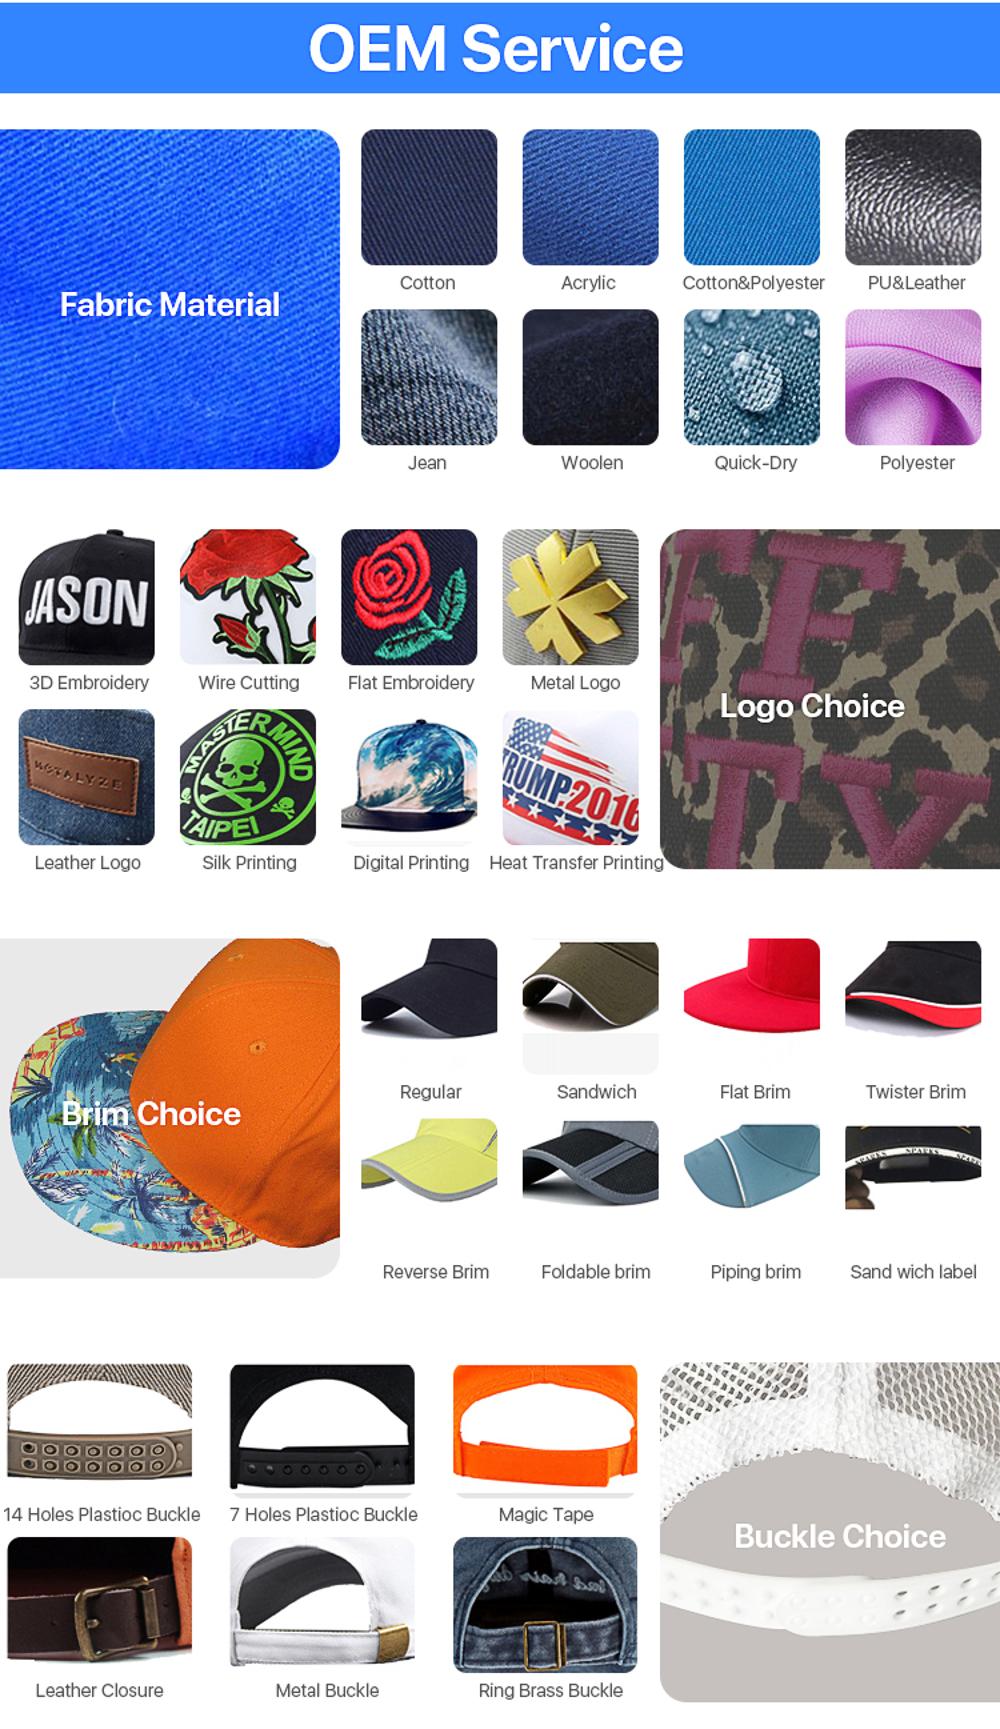 OEM Service
Fabric Material
Cotton
Acrylic
Cotton&Polyester
PU&Leather
Jean
Woolen
Quick-Dry
Polyester
JASON
3D Embroidery
Wire Cutting
Flat Embroidery
Metal Logo
MASTERMIND
TAIPEI
TRUMP2016
Leather Logo
Silk Printing
Digital Printing
Heat Transfer Printing
Logo Choice
Brim Choice
Regular
Sandwich
Flat Brim
Twister Brim
SPARKS
Reverse Brim
Foldable brim
Piping brim
Sand wich label
14 Holes Plastioc Buckle
7 Holes Plastioc Buckle
Magic Tape
Buckle Choice
Leather Closure
Metal Buckle
Ring Brass Buckle